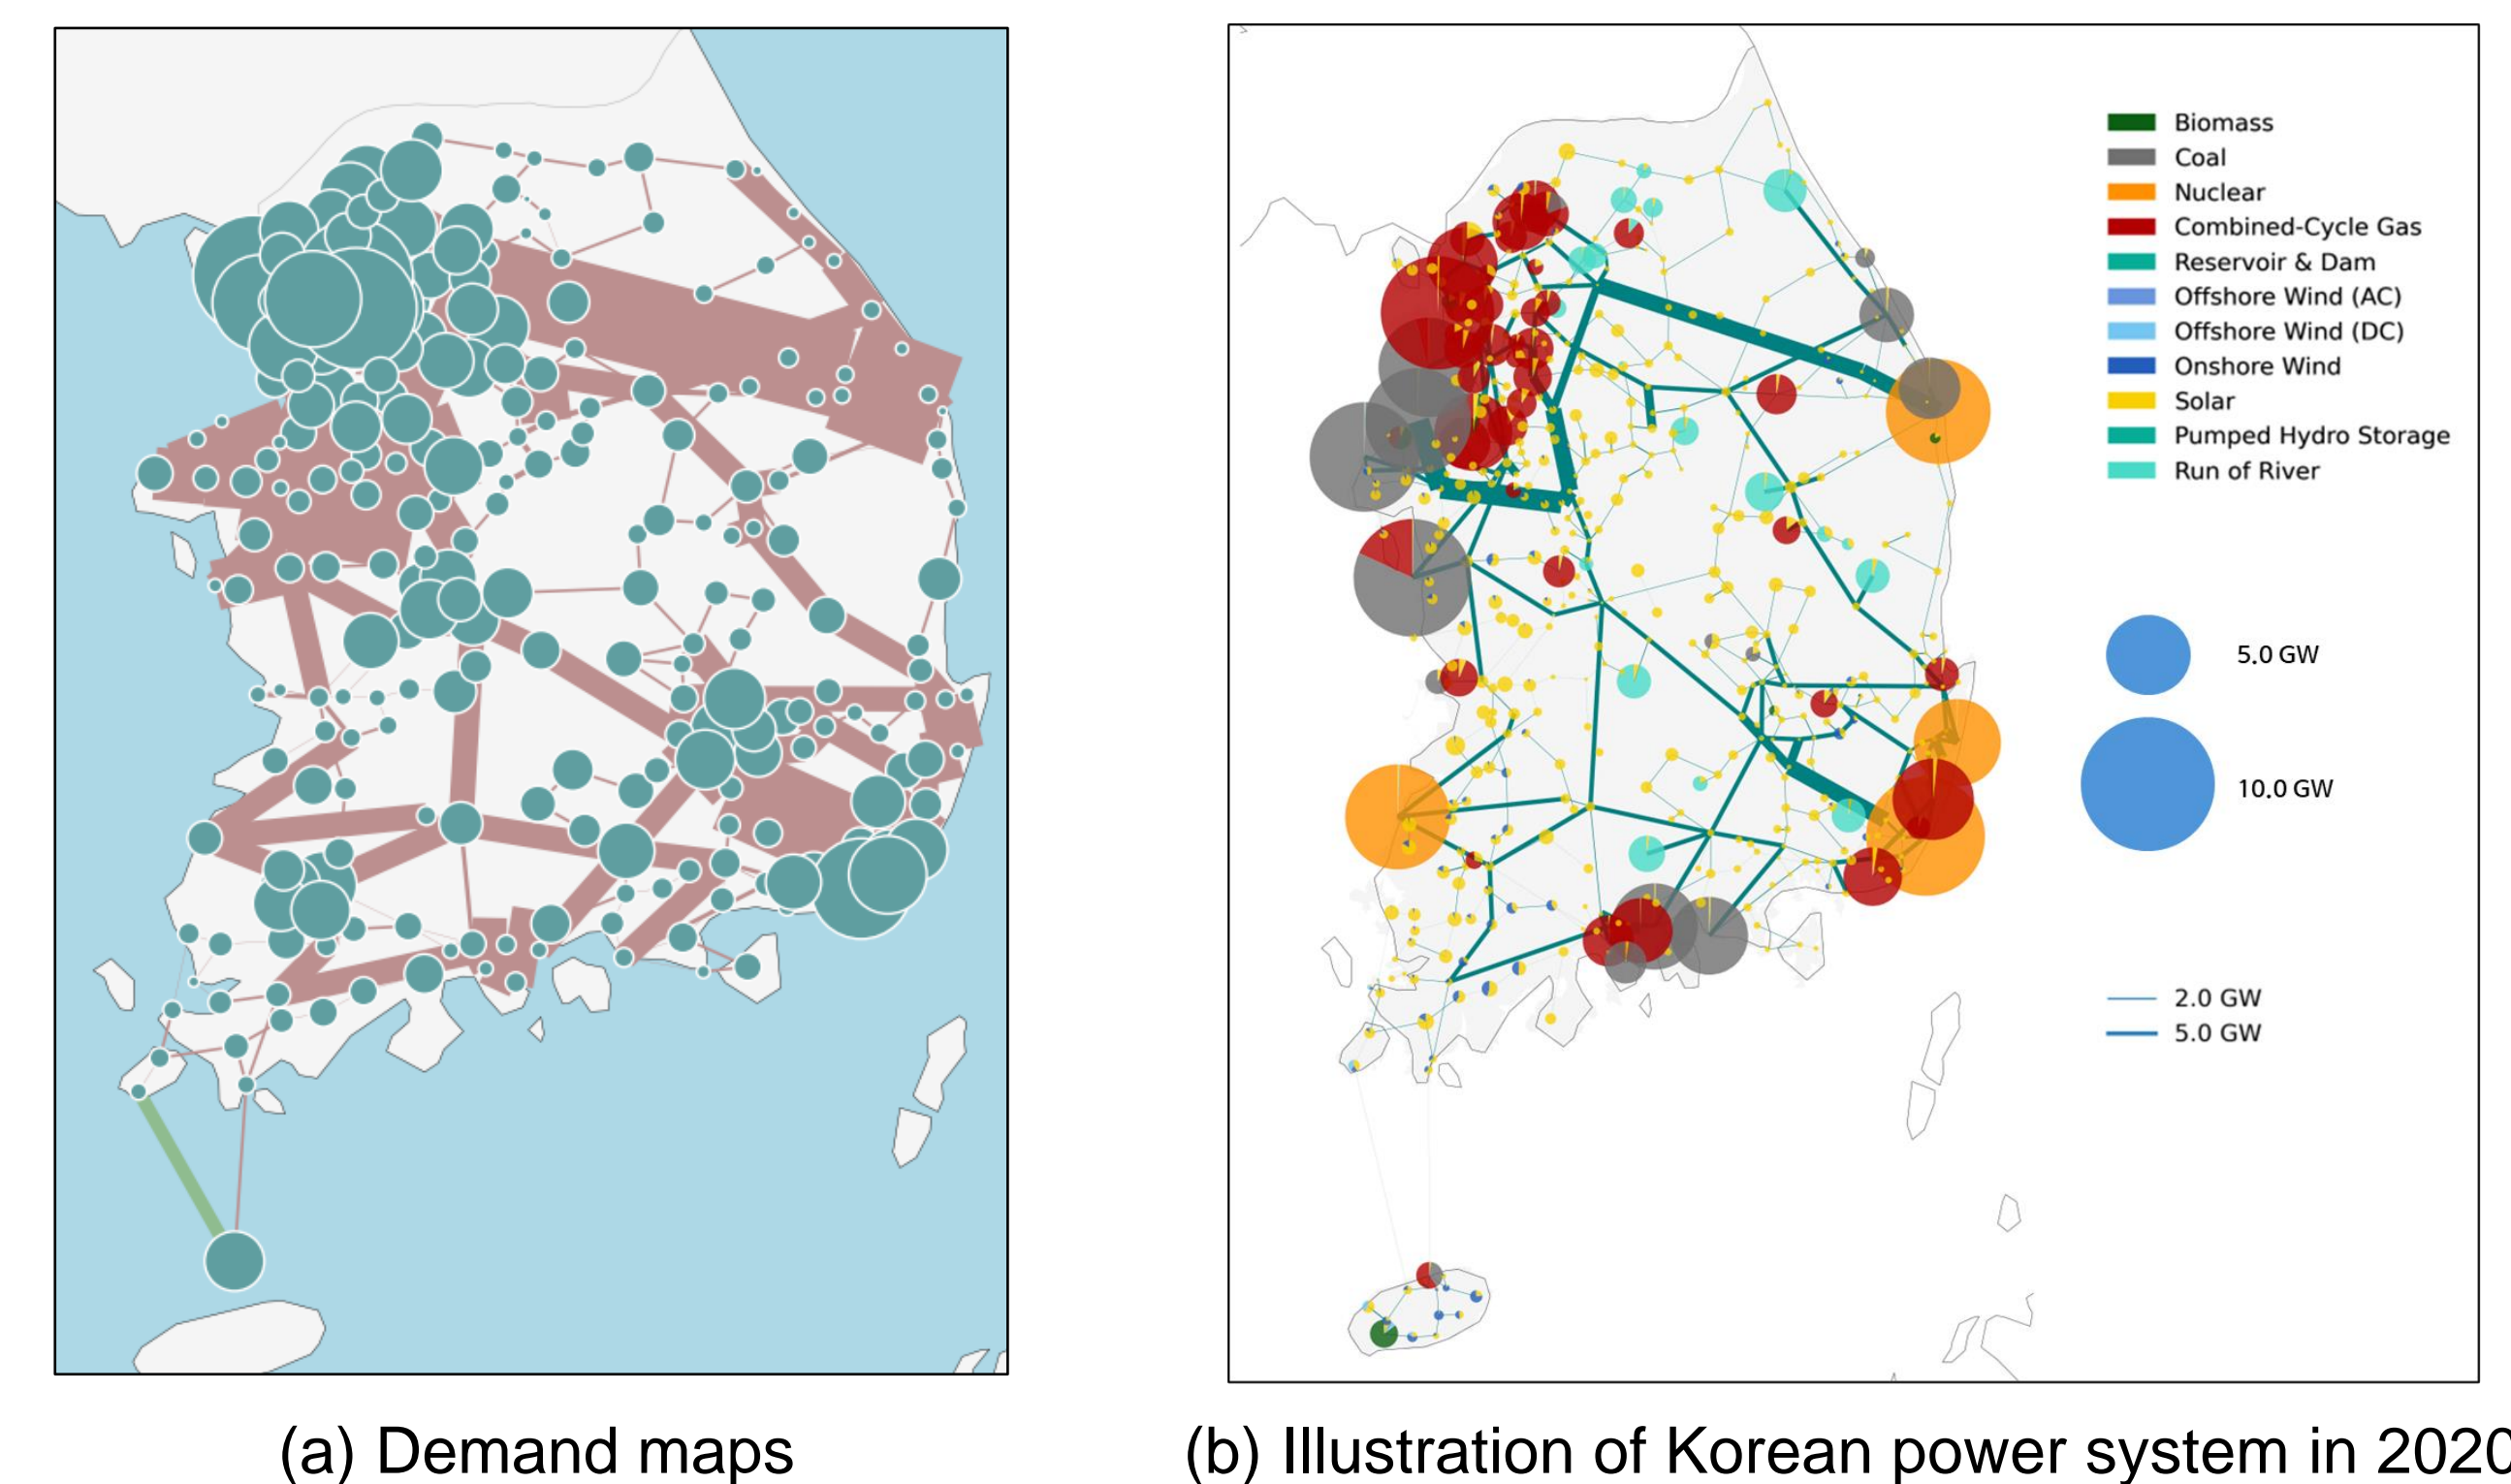 Biomass
Coal
Nuclear
Combined-Cycle Gas
Reservoir & Dam
Offshore Wind (AC)
Offshore Wind (DC)
Onshore Wind
Solar
Pumped Hydro Storage
Run of River
5.0 GW
10.0 GW
2.0 GW
5.0 GW
(a) Demand maps
(b) Illustration of Korean power system in 2020